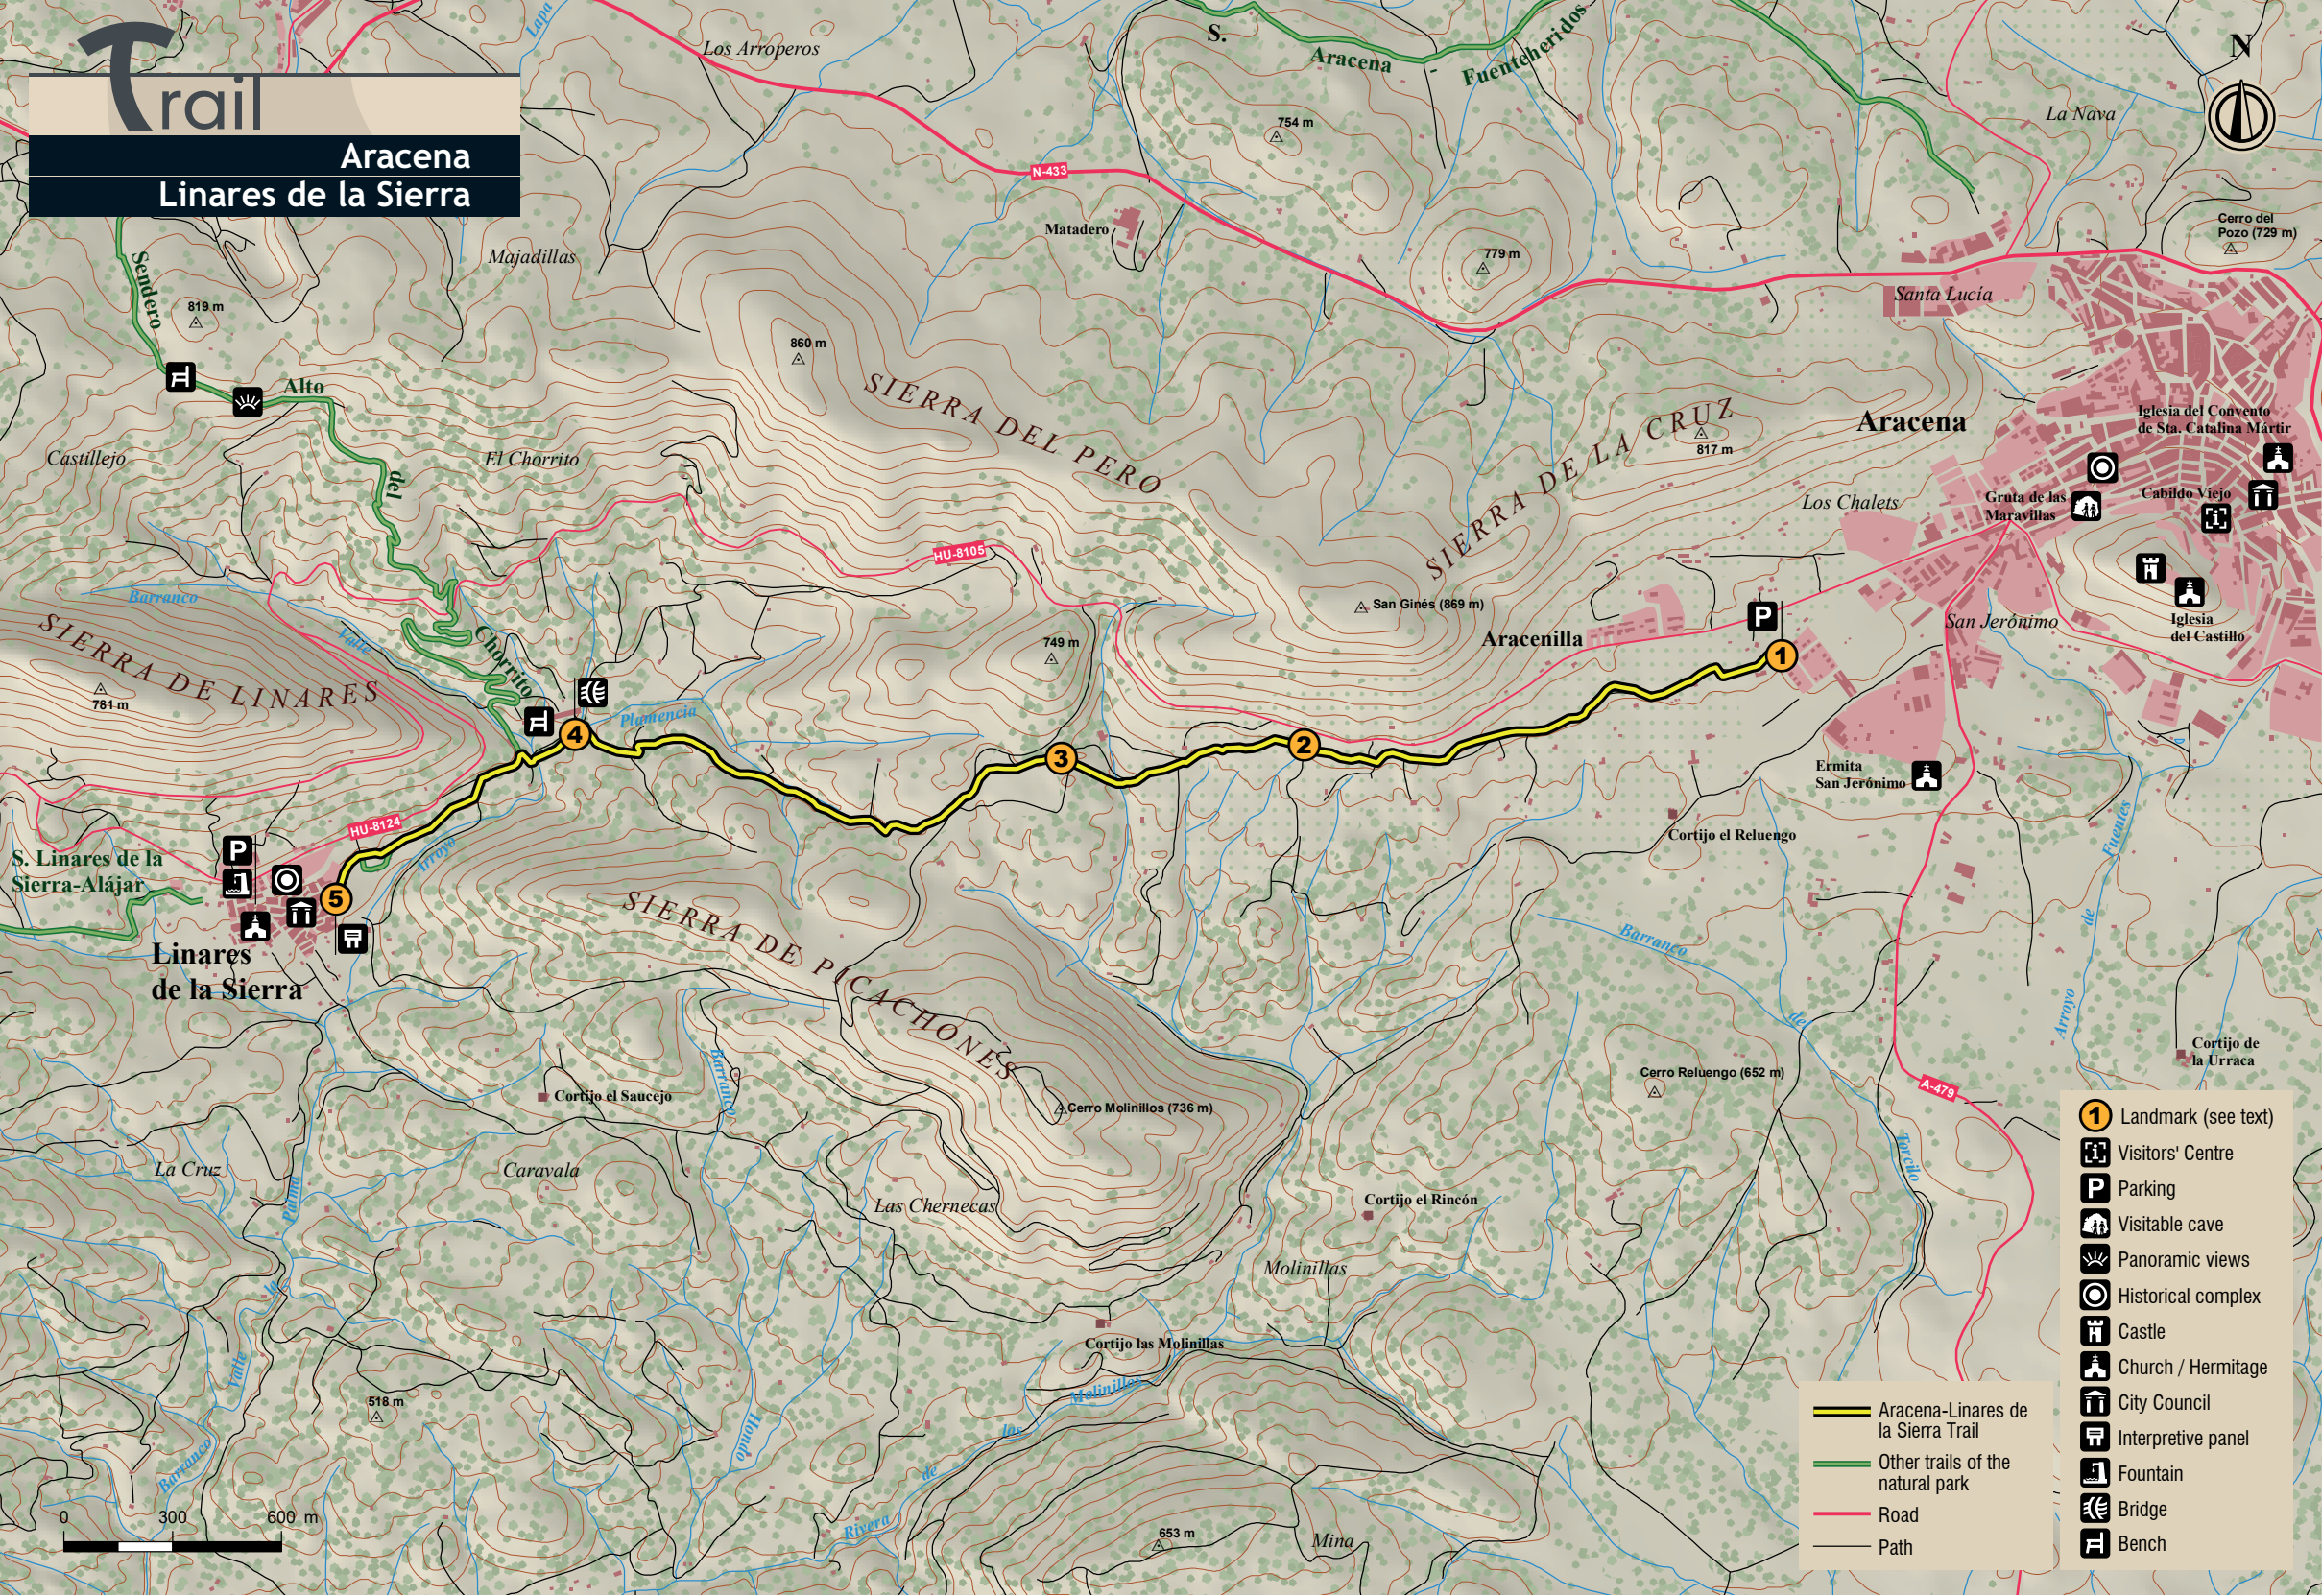 Trail
Aracena
Linares de la Sierra
Lapa
Los Arroperos
S.
Aracena
-
Fuenteheridos
N
La Nava
754 m
N-433
Matadero
779 m
Cerro del
Pozo (729 m)
Majadillas
Sendero
819 m
Santa Lucía
860 m
SIERRA DEL PERO
Alto
SIERRA DE LA CRUZ
817 m
Aracena
Iglesia del Convento
de Sta. Catalina Mártir
Castillejo
El Chorrito
del
Los Chalets
Gruta de las
Maravillas
Cabildo Viejo
HU-8105
Barranco
Valle
SIERRA DE LINARES
781 m
Chorrito
749 m
San Ginés (869 m)
Aracenilla
P
1
San Jerónimo
Iglesia
del Castillo
Plamencia
4
3
2
Ermita
San Jerónimo
Cortijo el Reluengo
Fuentes
de
Arroyo
HU-8124
Arroyo
P
S. Linares de la
Sierra-Alájar
5
Linares
de la Sierra
SIERRA DE PICACHONES
Barranco
de
Torcilo
Cortijo de
la Urraca
Cerro Reluengo (652 m)
A-479
Barranco
Cortijo el Saucejo
Cerro Molinillos (736 m)
La Cruz
Caravala
Las Chernecas
Cortijo el Rincón
Molinillas
Cortijo las Molinillas
Molinillas
las
de
Rivera
Hondo
Valle
Barranco
518 m
653 m
Mina
0 300 600 m
Aracena-Linares de
la Sierra Trail
Other trails of the
natural park
Road
Path
1 Landmark (see text)
i Visitors' Centre
P Parking
Visitable cave
Panoramic views
Historical complex
Castle
Church / Hermitage
City Council
Interpretive panel
Fountain
Bridge
Bench